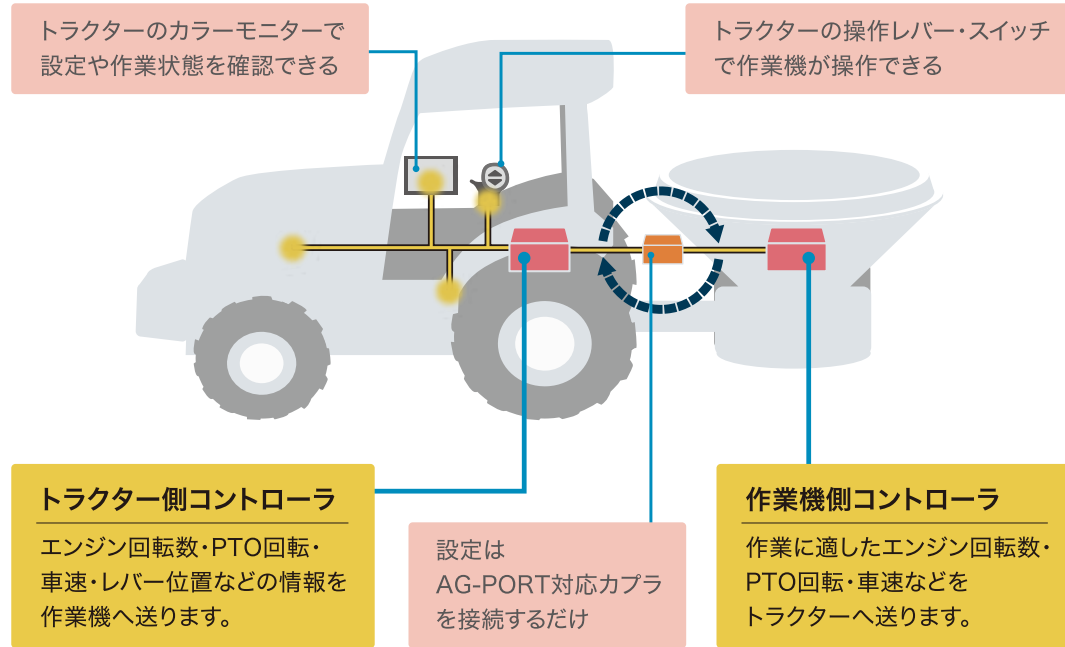 トラクターのカラーモニターで
設定や作業状態を確認できる
トラクターの操作レバー・スイッチ
で作業機が操作できる
トラクター側コントローラ
エンジン回転数・PTO回転・
車速・レバー位置などの情報を
作業機へ送ります。
設定は
AG-PORT対応カプラ
を接続するだけ
作業機側コントローラ
作業に適したエンジン回転数・
PTO回転・車速などを
トラクターへ送ります。